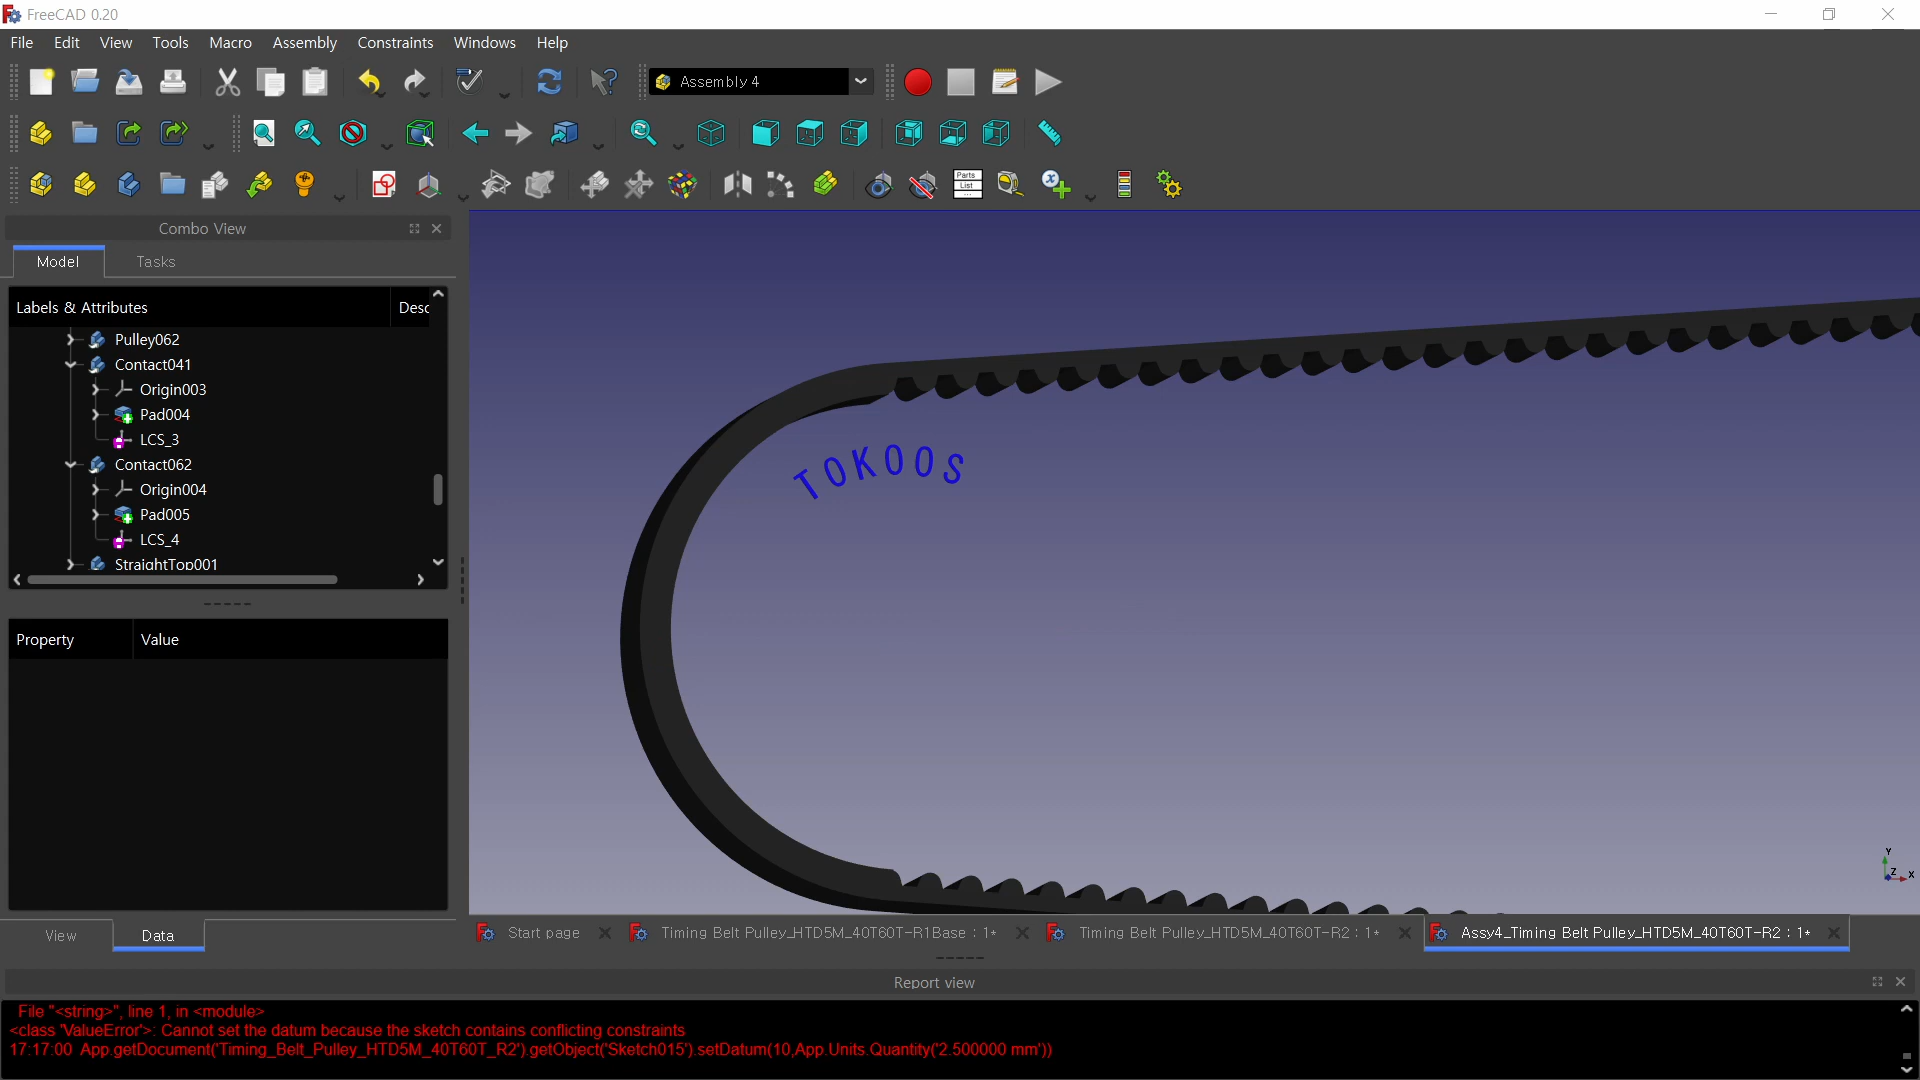 FreeCAD 0.20
File Edit View Tools Macro Assembly Constraints Windows Help
Assembly 4
Parts
List
Combo View
Model Tasks
Labels & Attributes Desc
Pulley062
Contact041
Origin003
Pad004
LCS_3
Contact062
Origin004
Pad005
LCS_4
StraightTop001
Property Value
View Data
TOKOOS
Y
Z X
Start page Timing Belt Pulley_HTD5M_40T60T-R1Base : 1* Timing Belt Pulley_HTD5M_40T60T-R2 : 1* Assy4_Timing Belt Pulley_HTD5M_40T60T-R2 : 1*
Report view
File "<string>", line 1, in <module>
<class 'ValueError'>: Cannot set the datum because the sketch contains conflicting constraints
17:17:00 App.getDocument('Timing_Belt_Pulley_HTD5M_40T60T_R2').getObject('Sketch015').setDatum(10,App.Units.Quantity('2.500000 mm'))